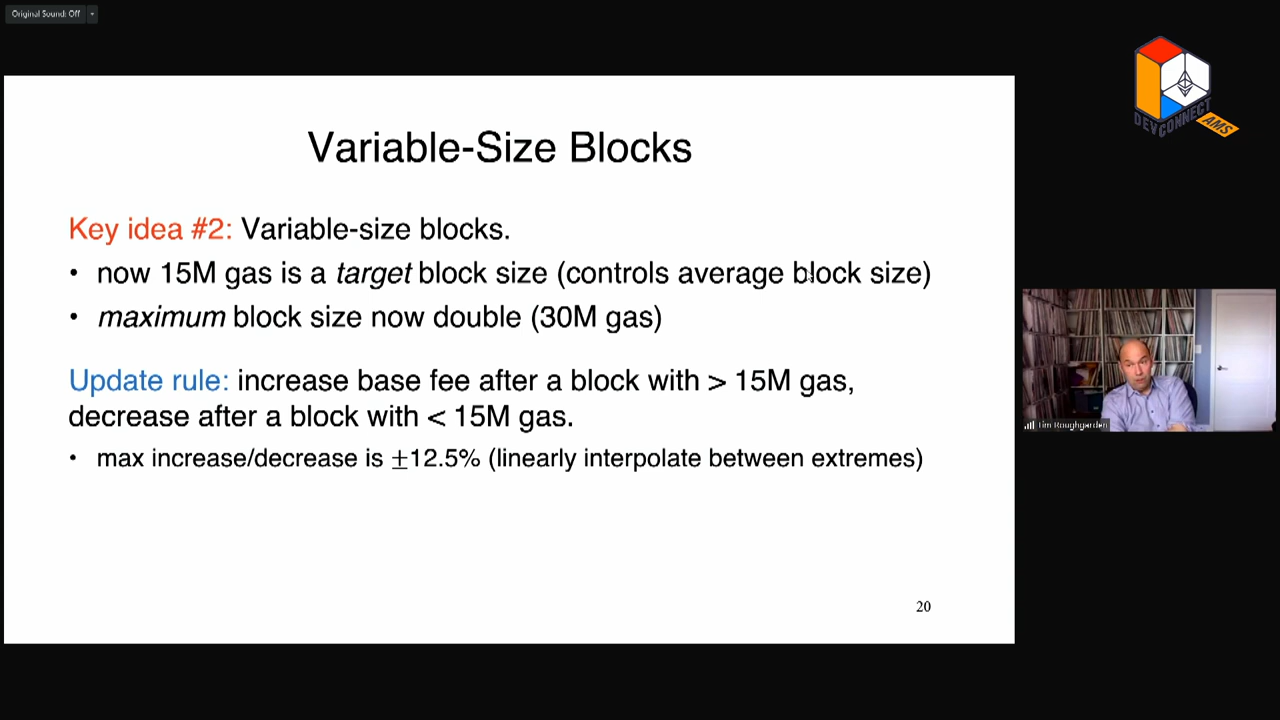 Original Sound: Off
DEVCONNECT
AMS
Variable-Size Blocks
Key idea #2: Variable-size blocks.
• now 15M gas is a target block size (controls average block size)
• maximum block size now double (30M gas)
Update rule: increase base fee after a block with > 15M gas,
decrease after a block with < 15M gas.
• max increase/decrease is ±12.5% (linearly interpolate between extremes)
20
Tim Roughgarden